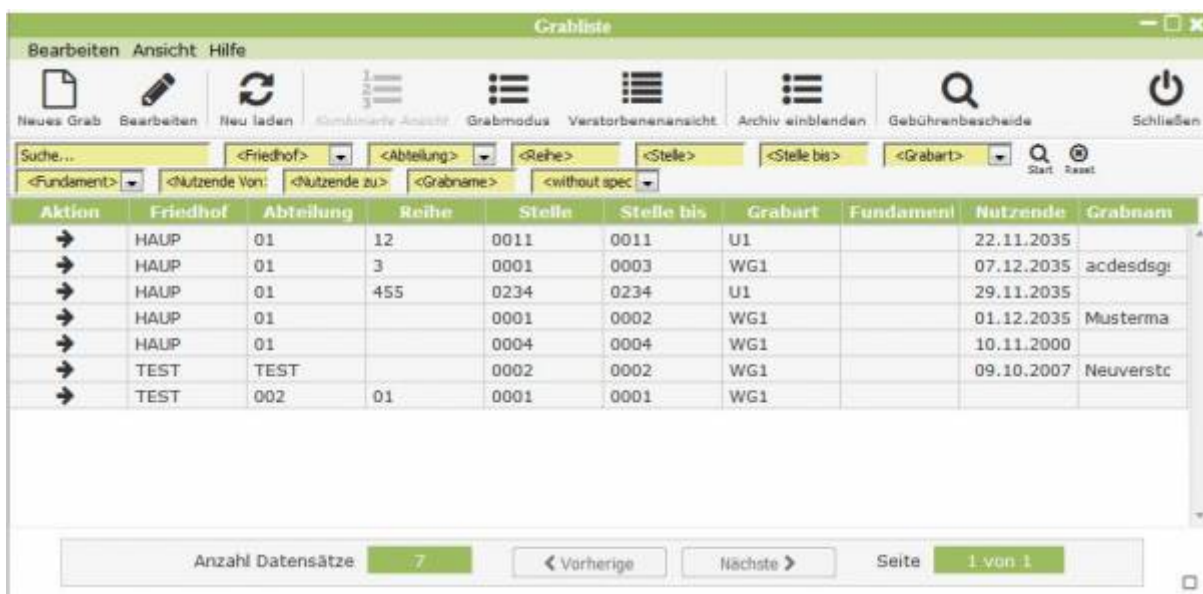 Grabliste
Bearbeiten Ansicht Hilfe
Neues Grab Bearbeiten Neu laden Kombinierte Ansicht Grabmodus Verstorbenenansicht Archiv einblenden Gebührenbescheide Schließen
Suche... <Friedhof> <Abteilung> <Reihe> <Stelle> <Stelle bis> <Grabart> Start Reset
<Fundament> <Nutzende Von: <Nutzende zu> <Grabname> <without spec
Aktion Friedhof Abteilung Reihe Stelle Stelle bis Grabart Fundament Nutzende Grabnam
HAUP 01 12 0011 0011 U1 22.11.2035
HAUP 01 3 0001 0003 WG1 07.12.2035 acdesdsgs
HAUP 01 455 0234 0234 U1 29.11.2035
HAUP 01 0001 0002 WG1 01.12.2035 Musterma
HAUP 01 0004 0004 WG1 10.11.2000
TEST TEST 0002 0002 WG1 09.10.2007 Neuverstc
TEST 002 01 0001 0001 WG1
Anzahl Datensätze 7 Vorherige Nächste Seite 1 von 1